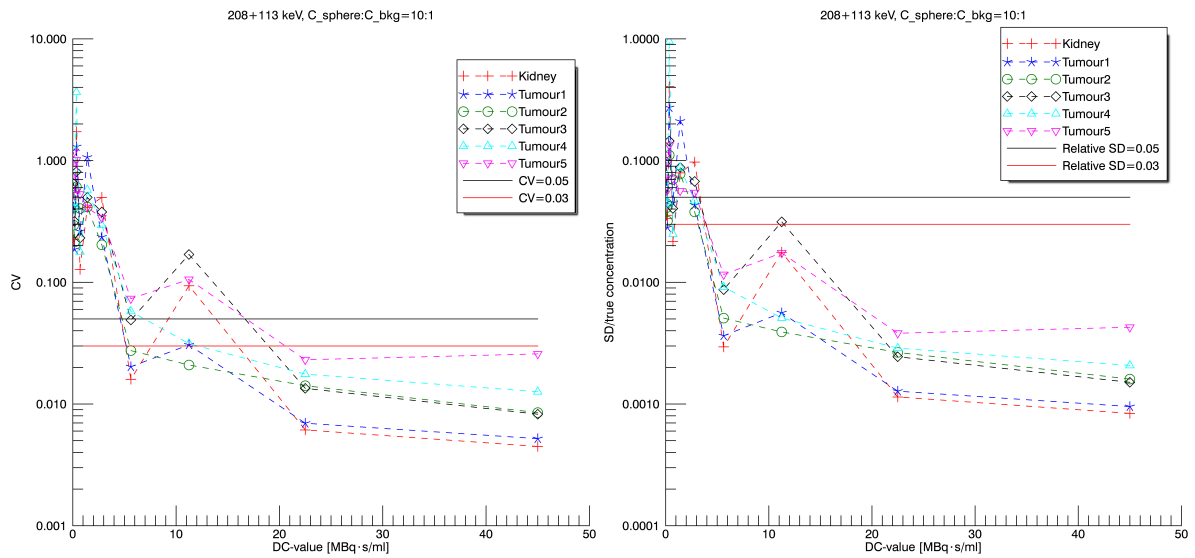 208+113 keV, C_sphere:C_bkg=10:1
10.000
1.000
0.100
0.010
0.001
CV
0
10
20
30
40
50
DC-value [MBq·s/ml]
Kidney
Tumour1
Tumour2
Tumour3
Tumour4
Tumour5
CV=0.05
CV=0.03
208+113 keV, C_sphere:C_bkg=10:1
1.0000
0.1000
0.0100
0.0010
0.0001
SD/true concentration
0
10
20
30
40
50
DC-value [MBq·s/ml]
Kidney
Tumour1
Tumour2
Tumour3
Tumour4
Tumour5
Relative SD=0.05
Relative SD=0.03